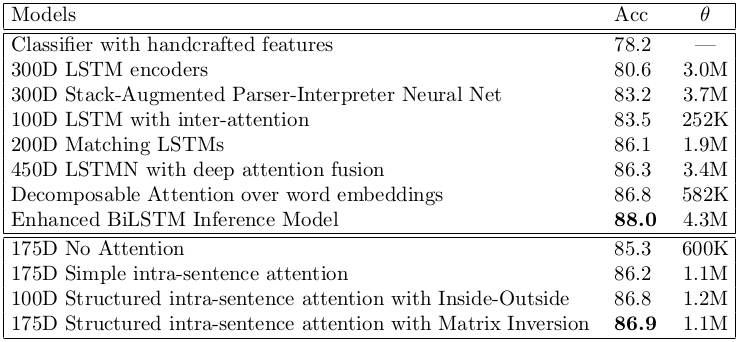 Models Acc θ
Classifier with handcrafted features 78.2 —
300D LSTM encoders 80.6 3.0M
300D Stack-Augmented Parser-Interpreter Neural Net 83.2 3.7M
100D LSTM with inter-attention 83.5 252K
200D Matching LSTMs 86.1 1.9M
450D LSTMN with deep attention fusion 86.3 3.4M
Decomposable Attention over word embeddings 86.8 582K
Enhanced BiLSTM Inference Model 88.0 4.3M
175D No Attention 85.3 600K
175D Simple intra-sentence attention 86.2 1.1M
100D Structured intra-sentence attention with Inside-Outside 86.8 1.2M
175D Structured intra-sentence attention with Matrix Inversion 86.9 1.1M